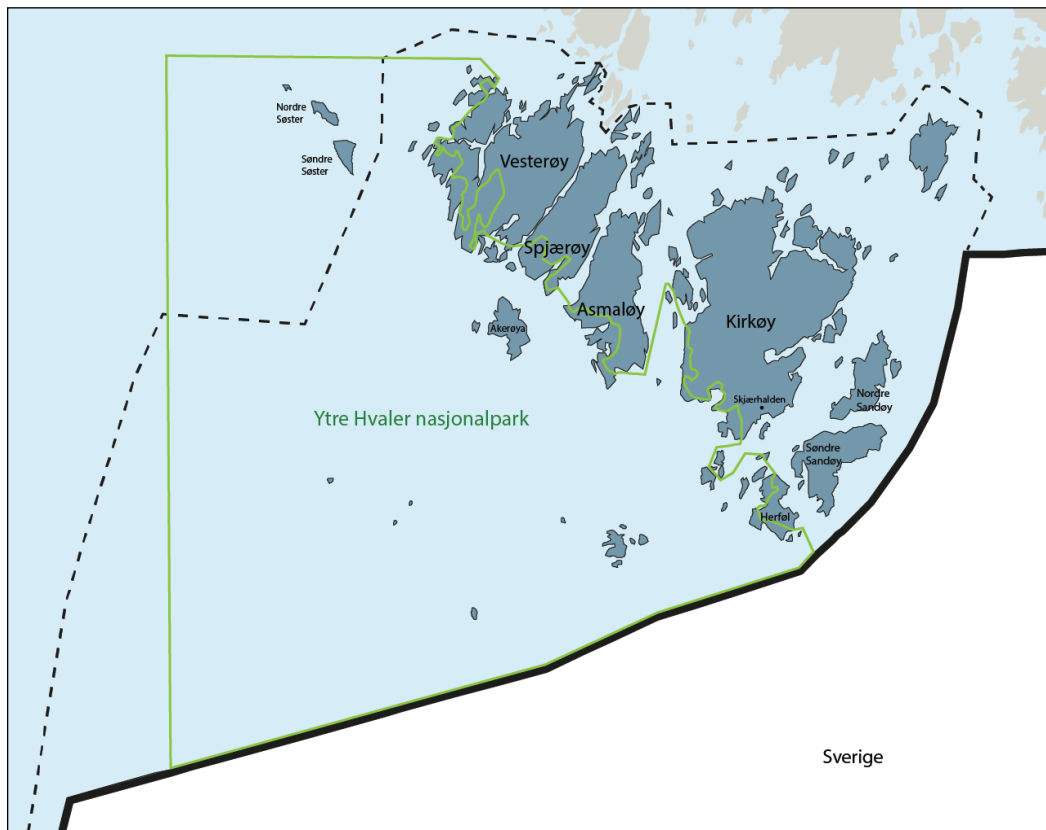 Nordre
Søster
Søndre
Søster
Vesterøy
Spjærøy
Asmaløy
Akerøya
Kirkøy
Skjærhalden
Nordre
Sandøy
Ytre Hvaler nasjonalpark
Søndre
Sandøy
Herføl
Sverige